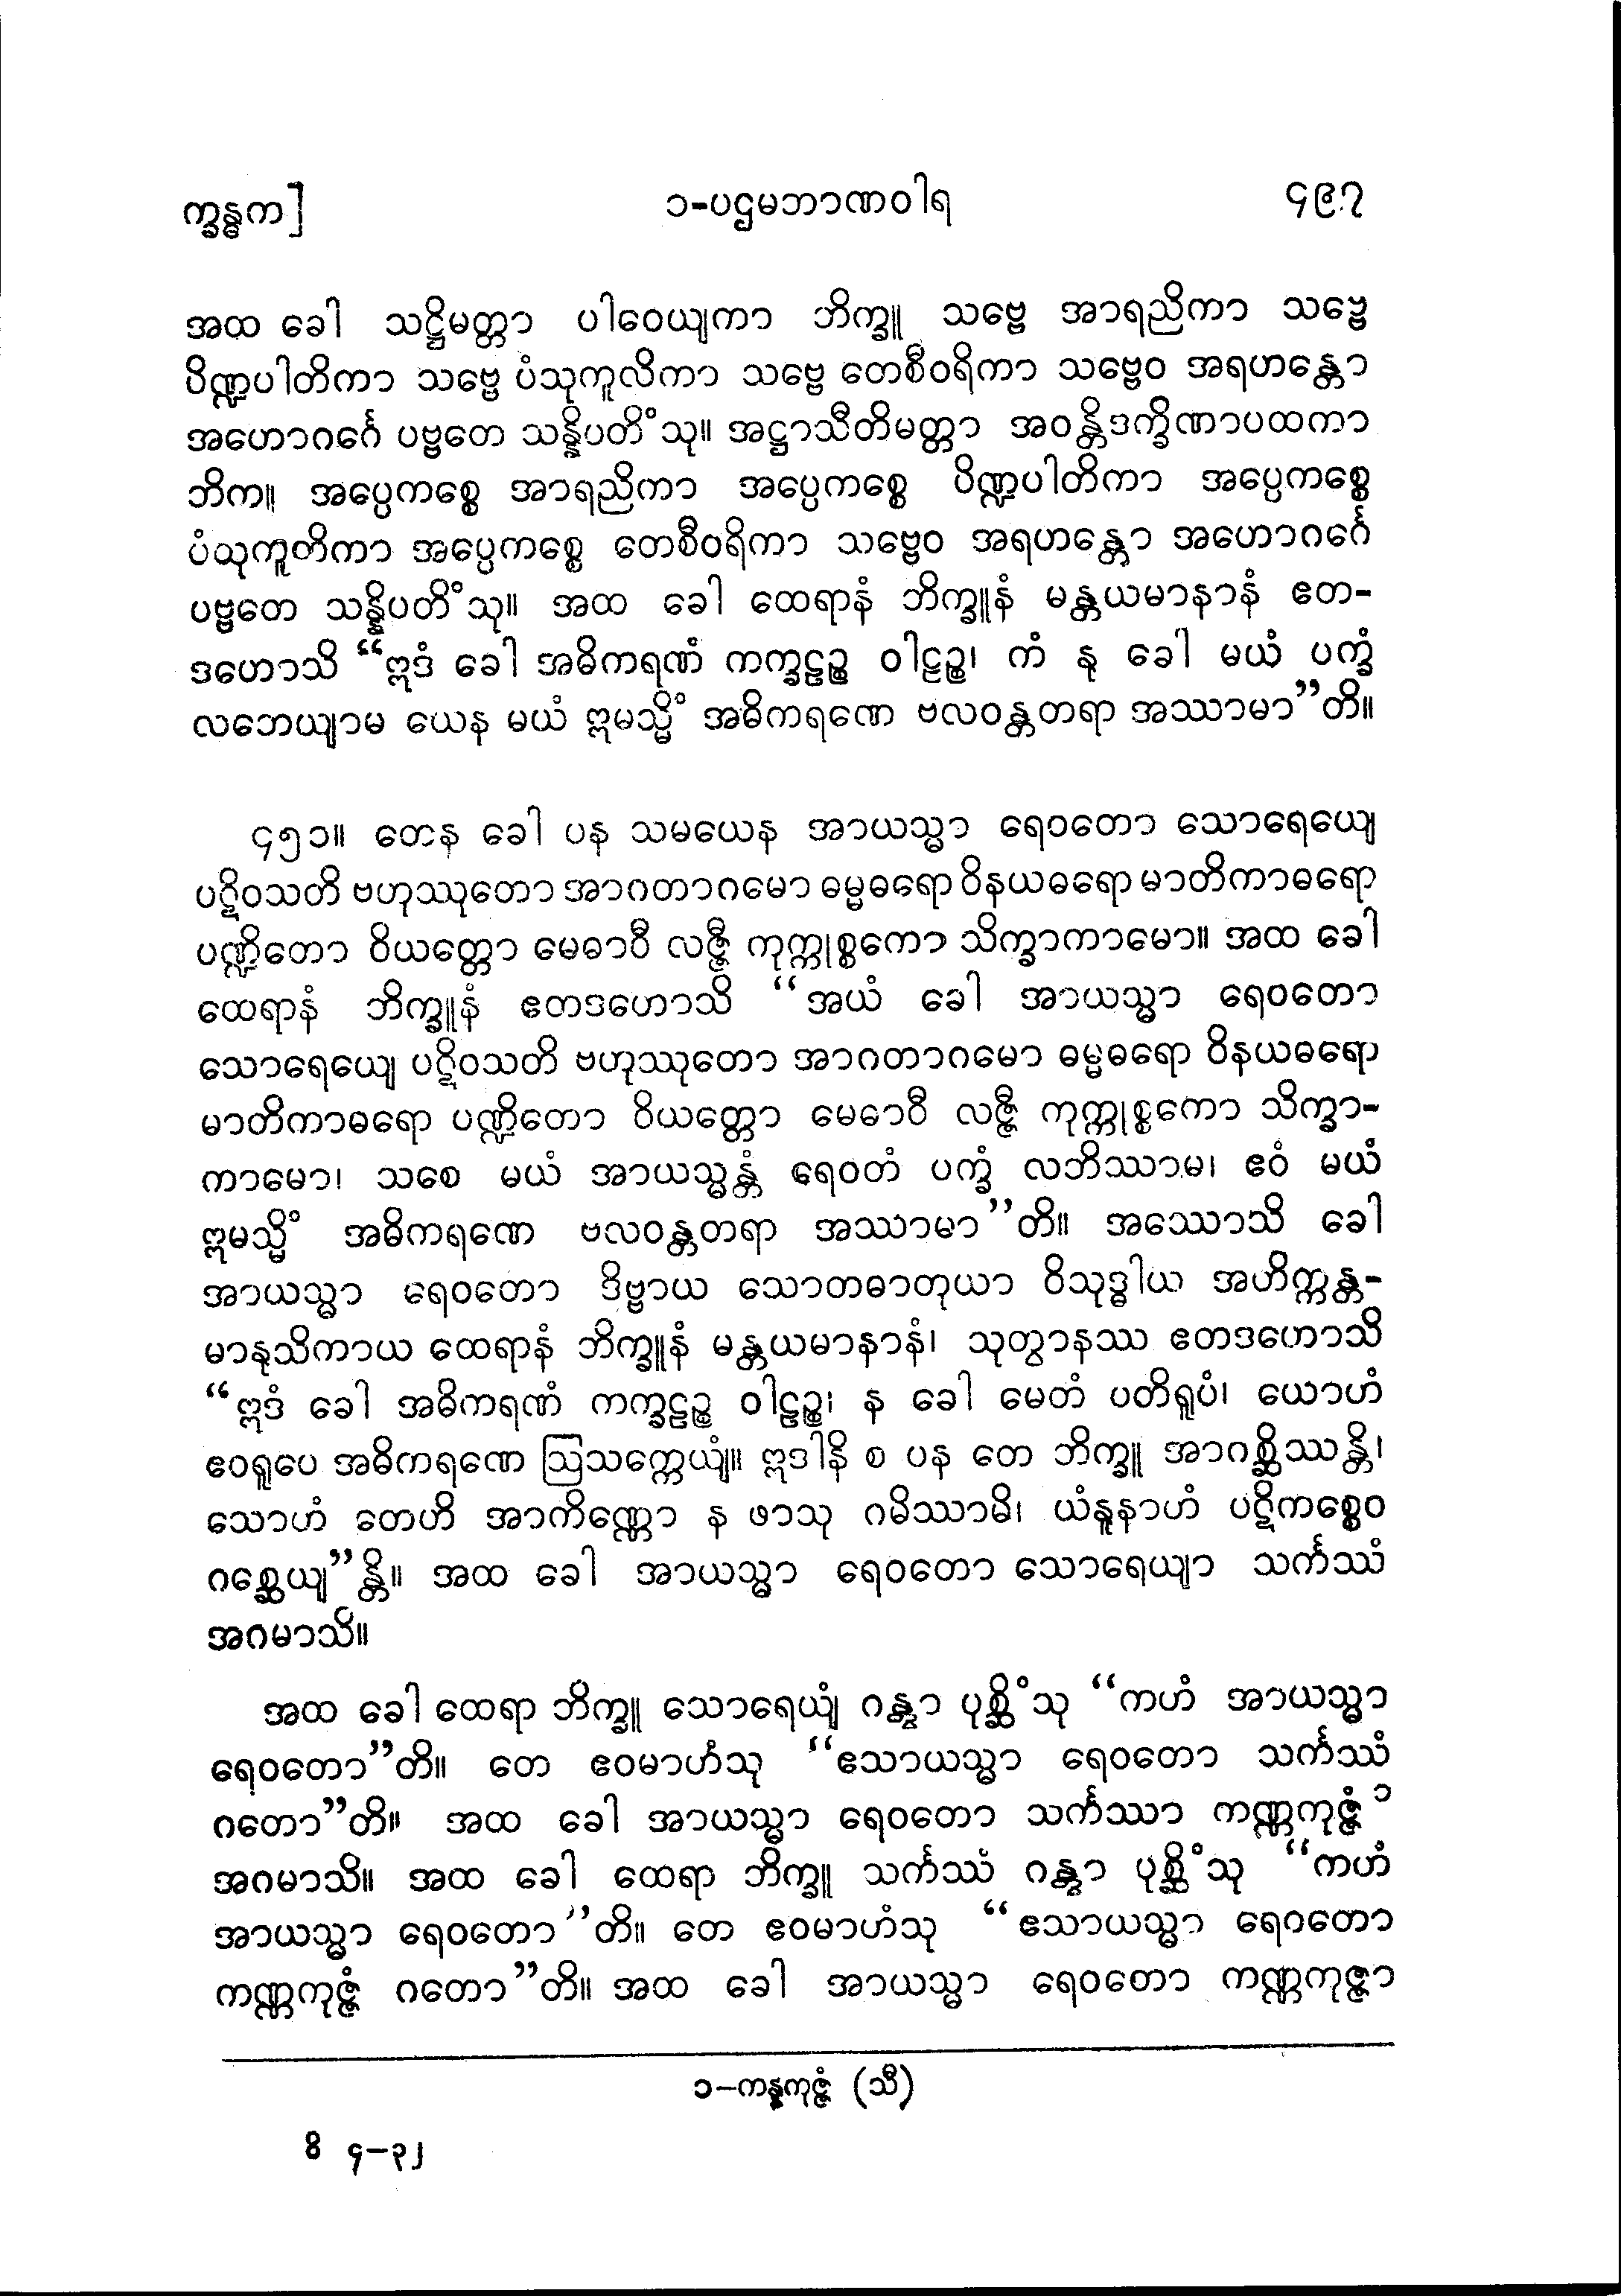 က္ခန္ဓက]
၁-ပဌမဘာဏဝါရ
၄၉၇
အထ ခေါ သဋ္ဌိမတ္တာ ပါဝေယျကာ ဘိက္ခူ သဗ္ဗေ အာရညိကာ သဗ္ဗေ
ပိဏ္ဍပါတိကာ သဗ္ဗေ ပံသုကူလိကာ သဗ္ဗေ တေစီဝရိကာ သဗ္ဗေဝ အရဟန္တော
အဟောဂင်္ဂေ ပဗ္ဗတေ သန္နိပတိံသု။ အဋ္ဌာသီတိမတ္တာ အဝန္တိဒက္ခိဏာပထကာ
ဘိက။ အပ္ပေကစ္စေ အာရညိကာ အပ္ပေကစ္စေ ပိဏ္ဍပါတိကာ အပ္ပေကစ္စေ
ပံသုကူတိကာ အပ္ပေကစ္စေ တေစီဝရိကာ သဗ္ဗေဝ အရဟန္တော အဟောဂင်္ဂေ
ပဗ္ဗတေ သန္နိပတိံသု။ အထ ခေါ ထေရာနံ ဘိက္ခူနံ မန္တယမာနာနံ ဧတ-
ဒဟောသိ “ဣဒံ ခေါ အဓိကရဏံ ကက္ခဠဉ္စ ဝါဠဉ္စ၊ ကံ နု ခေါ မယံ ပက္ခံ
လဘေယျာမ ယေန မယံ ဣမသ္မိံ အဓိကရဏေ ဗလဝန္တတရာ အဿာမာ”တိ။
၄၅၁။ တေန ခေါ ပန သမယေန အာယသ္မာ ရေဝတော သောရေယျေ
ပဋိဝသတိ ဗဟုဿုတော အာဂတာဂမော ဓမ္မဓရော ဝိနယဓရော မာတိကာဓရော
ပဏ္ဍိတော ဝိယတ္တော မေဓာဝီ လဇ္ဇီ ကုက္ကုစ္စကော သိက္ခာကာမော။ အထ ခေါ
ထေရာနံ ဘိက္ခူနံ ဧတဒဟောသိ “အယံ ခေါ အာယသ္မာ ရေဝတော
သောရေယျေ ပဋိဝသတိ ဗဟုဿုတော အာဂတာဂမော ဓမ္မဓရော ဝိနယဓရော
မာတိကာဓရော ပဏ္ဍိတော ဝိယတ္တော မေဓာဝီ လဇ္ဇီ ကုက္ကုစ္စကော သိက္ခာ-
ကာမော၊ သစေ မယံ အာယသ္မန္တံ ရေဝတံ ပက္ခံ လဘိဿာမ၊ ဧဝံ မယံ
ဣမသ္မိံ အဓိကရဏေ ဗလဝန္တတရာ အဿာမာ”တိ။ အဿောသိ ခေါ
အာယသ္မာ ရေဝတော ဒိဗ္ဗာယ သောတဓာတုယာ ဝိသုဒ္ဓါယ အတိက္ကန္တ-
မာနုသိကာယ ထေရာနံ ဘိက္ခူနံ မန္တယမာနာနံ၊ သုတွာနဿ ဧတဒဟောသိ
“ဣဒံ ခေါ အဓိကရဏံ ကက္ခဠဉ္စ ဝါဠဉ္စ၊ န ခေါ မေတံ ပတိရူပံ၊ ယောဟံ
ဧဝရူပေ အဓိကရဏေ ဩသက္ကေယျံ။ ဣဒါနိ စ ပန တေ ဘိက္ခူ အာဂစ္ဆိဿန္တိ၊
သောဟံ တေဟိ အာကိဏ္ဏော န ဖာသု ဂမိဿာမိ၊ ယံနူနာဟံ ပဋိကစ္စေဝ
ဂစ္ဆေယျ”န္တိ။ အထ ခေါ အာယသ္မာ ရေဝတော သောရေယျာ သင်္ကဿံ
အဂမာသိ။
အထ ခေါ ထေရာ ဘိက္ခူ သောရေယျံ ဂန္တွာ ပုစ္ဆိံသု “ကဟံ အာယသ္မာ
ရေဝတော”တိ။ တေ ဧဝမာဟံသု “ဧသာယသ္မာ ရေဝတော သင်္ကဿံ
ဂတော”တိ။ အထ ခေါ အာယသ္မာ ရေဝတော သင်္ကဿာ ကဏ္ဏကုဇ္ဇံ ၁
အဂမာသိ။ အထ ခေါ ထေရာ ဘိက္ခူ သင်္ကဿံ ဂန္တွာ ပုစ္ဆိံသု “ကဟံ
အာယသ္မာ ရေဝတော”တိ။ တေ ဧဝမာဟံသု “ဧသာယသ္မာ ရေဝတော
ကဏ္ဏကုဇ္ဇံ ဂတော”တိ။ အထ ခေါ အာယသ္မာ ရေဝတော ကဏ္ဏကုဇ္ဇာ
၁–ကန္နကုဇ္ဇံ (သီ)
8 ၄–၃၂